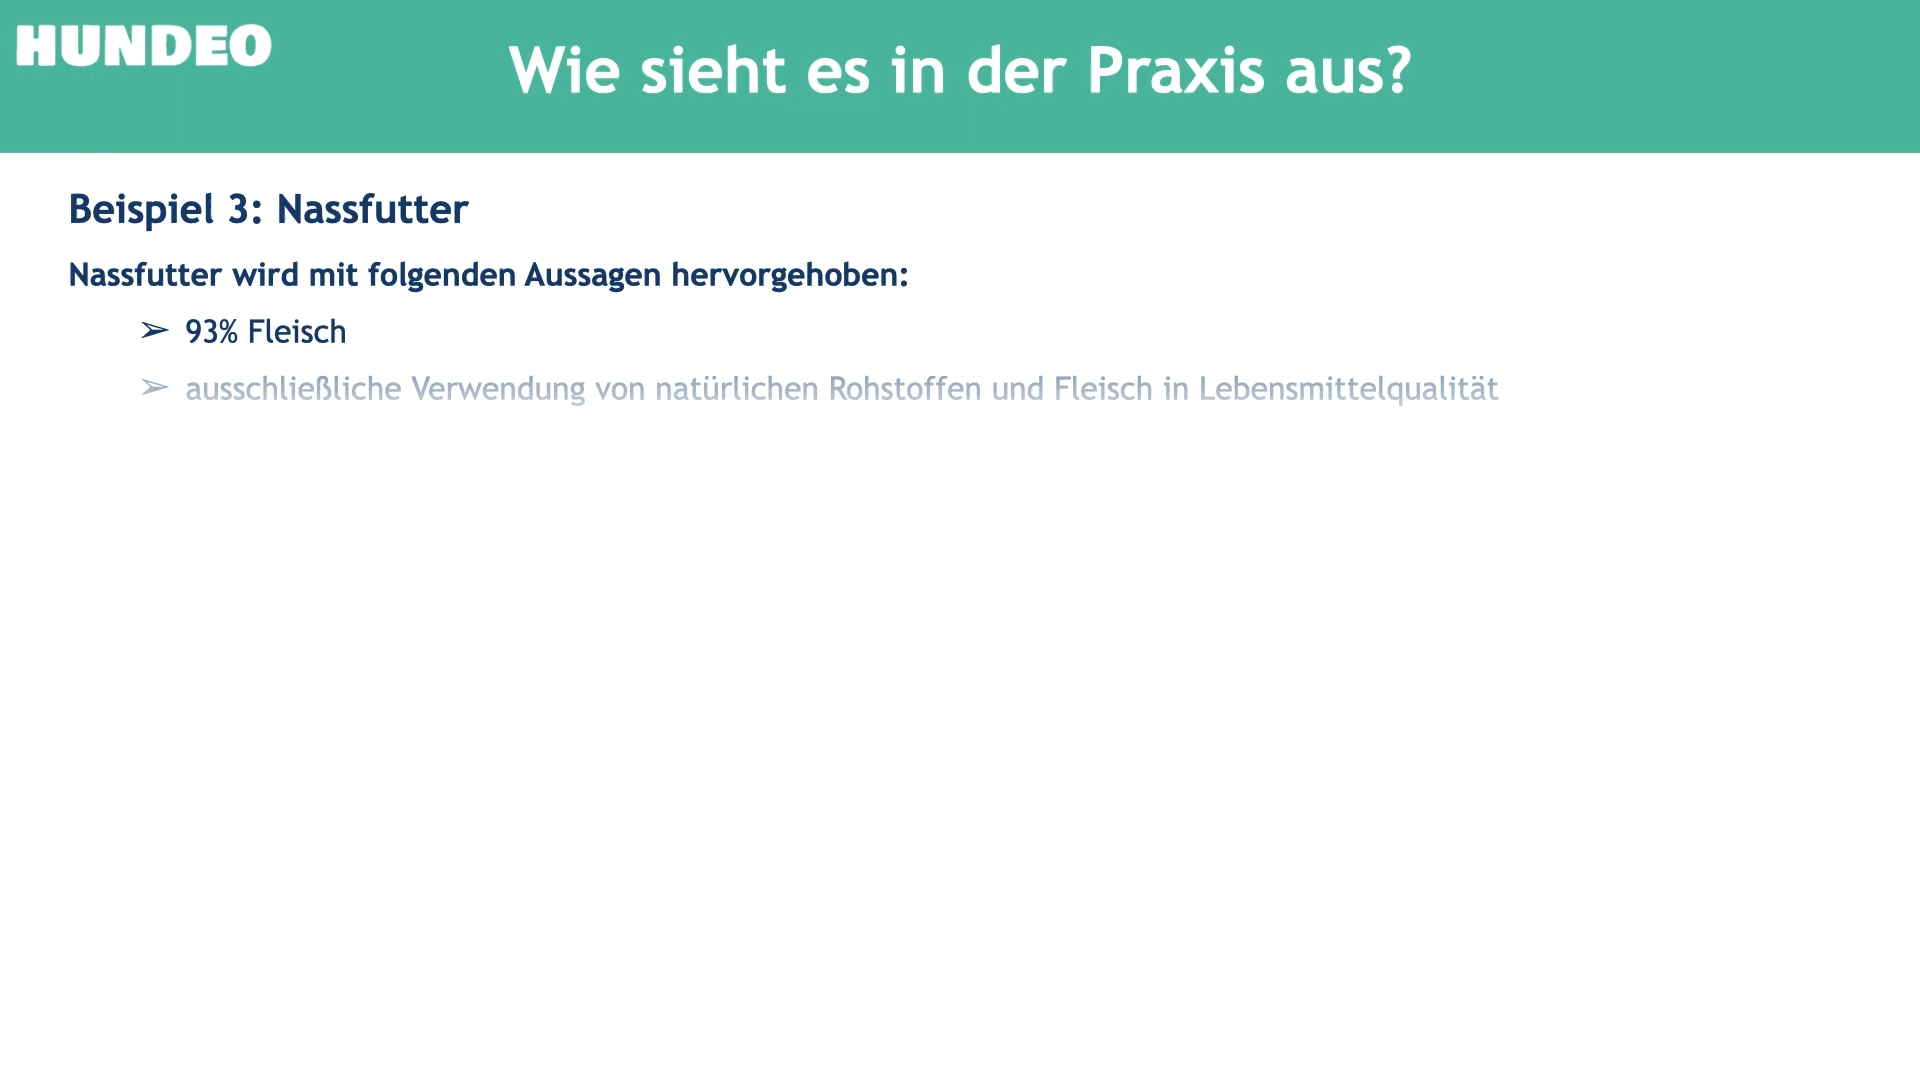 HUNDEO
Wie sieht es in der Praxis aus?
Beispiel 3: Nassfutter
Nassfutter wird mit folgenden Aussagen hervorgehoben:
➢ 93% Fleisch
➢ ausschließliche Verwendung von natürlichen Rohstoffen und Fleisch in Lebensmittelqualität